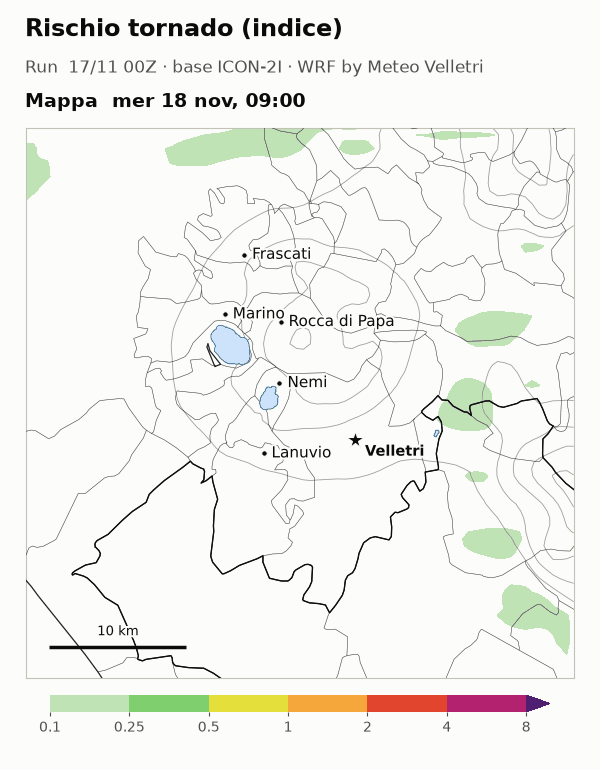 Rischio tornado (indice)
Run  17/11 00Z · base ICON-2I · WRF by Meteo Velletri
Mappa  mer 18 nov, 09:00
Frascati
Marino
Rocca di Papa
Nemi
Velletri
Lanuvio
10 km
0.1 0.25 0.5 1 2 4 8